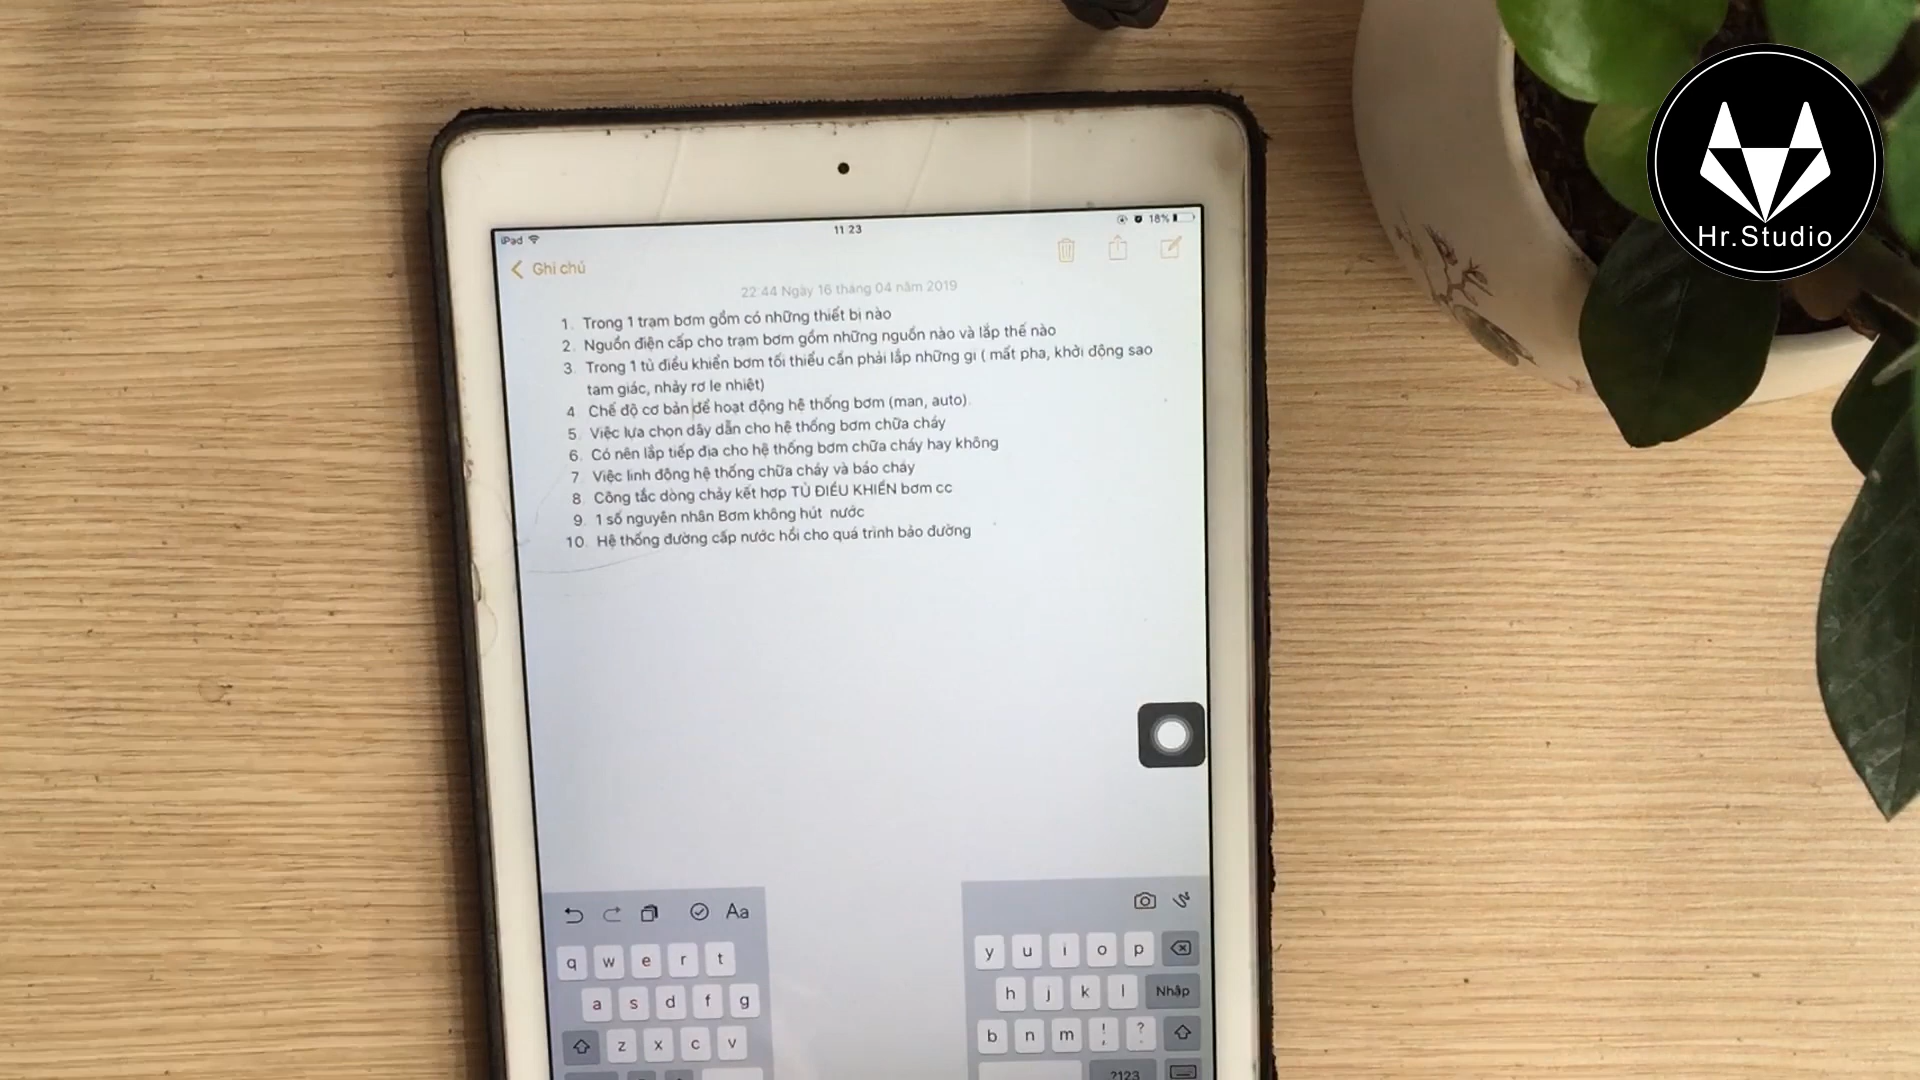 Hr.Studio
iPad
11:23
18%
Ghi chú
22:44 Ngày 16 tháng 04 năm 2019
1. Trong 1 trạm bơm gồm có những thiết bị nào
2. Nguồn điện cấp cho trạm bơm gồm những nguồn nào và lắp thế nào
3. Trong 1 tủ điều khiển bơm tối thiểu cần phải lắp những gì ( mất pha, khởi động sao
tam giác, nhảy rơ le nhiệt)
4. Chế độ cơ bản để hoạt động hệ thống bơm (man, auto).
5. Việc lựa chọn dây dẫn cho hệ thống bơm chữa cháy
6. Có nên lắp tiếp địa cho hệ thống bơm chữa cháy hay không
7. Việc linh động hệ thống chữa cháy và báo cháy
8. Công tắc dòng chảy kết hợp TỦ ĐIỀU KHIỂN bơm cc
9. 1 số nguyên nhân Bơm không hút nước
10. Hệ thống đường cấp nước hồi cho quá trình bảo đường
Aa
q w e r t y u i o p
a s d f g h j k l Nhập
z x c v b n m ! , ? .
?123